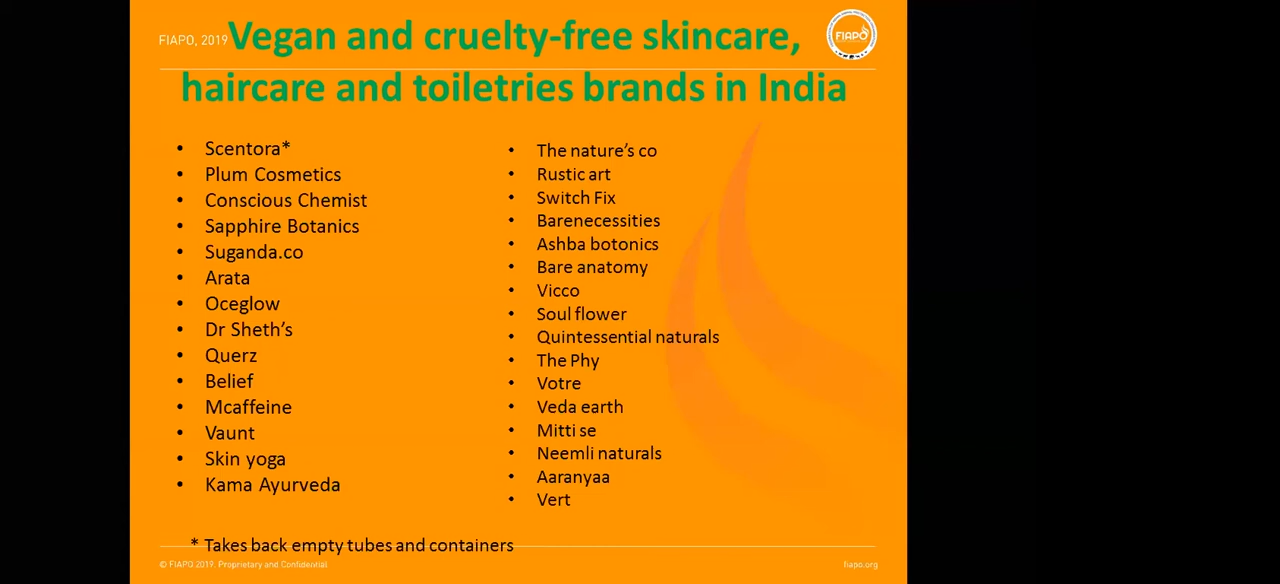 FIAPO, 2019
Vegan and cruelty-free skincare,
haircare and toiletries brands in India
FIAPO
• Scentora*
• Plum Cosmetics
• Conscious Chemist
• Sapphire Botanics
• Suganda.co
• Arata
• Oceglow
• Dr Sheth’s
• Querz
• Belief
• Mcaffeine
• Vaunt
• Skin yoga
• Kama Ayurveda
• The nature’s co
• Rustic art
• Switch Fix
• Barenecessities
• Ashba botonics
• Bare anatomy
• Vicco
• Soul flower
• Quintessential naturals
• The Phy
• Votre
• Veda earth
• Mitti se
• Neemli naturals
• Aaranyaa
• Vert
* Takes back empty tubes and containers
© FIAPO 2019. Proprietary and Confidential
fiapo.org